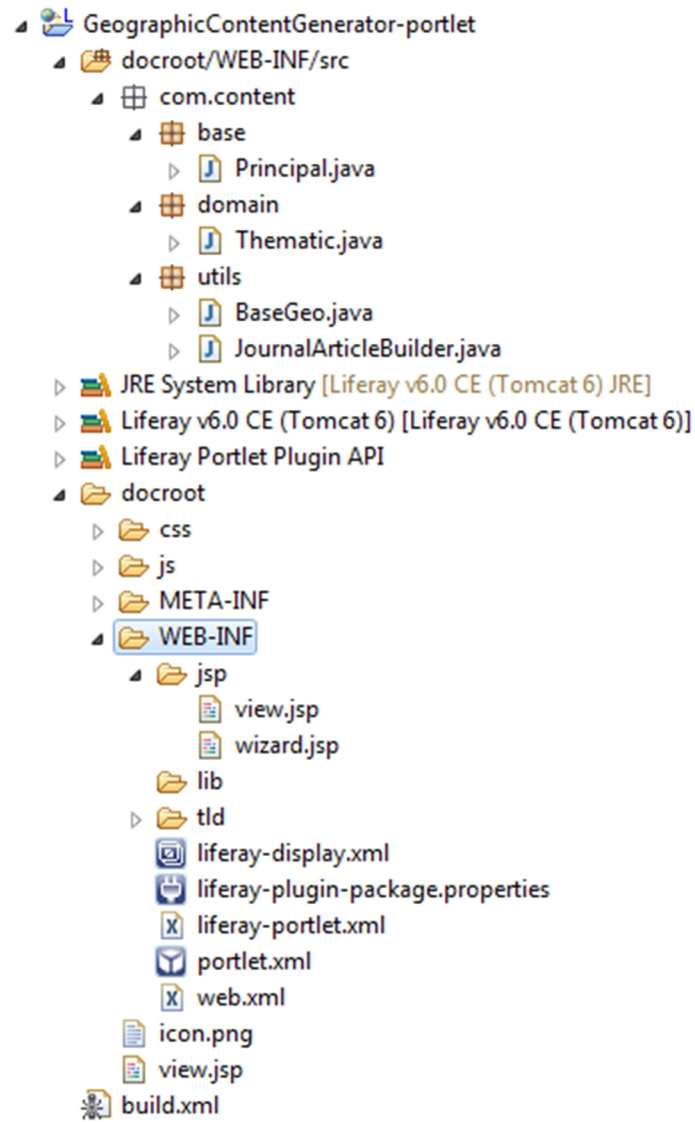 GeographicContentGenerator-portlet
docroot/WEB-INF/src
com.content
base
Principal.java
domain
Thematic.java
utils
BaseGeo.java
JournalArticleBuilder.java
JRE System Library [Liferay v6.0 CE (Tomcat 6) JRE]
Liferay v6.0 CE (Tomcat 6) [Liferay v6.0 CE (Tomcat 6)]
Liferay Portlet Plugin API
docroot
css
js
META-INF
WEB-INF
jsp
view.jsp
wizard.jsp
lib
tld
liferay-display.xml
liferay-plugin-package.properties
liferay-portlet.xml
portlet.xml
web.xml
icon.png
view.jsp
build.xml